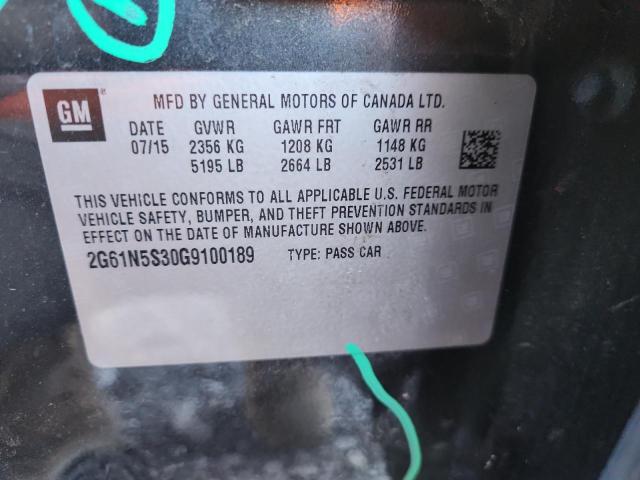 GM ®
MFD BY GENERAL MOTORS OF CANADA LTD.
DATE GVWR GAWR FRT GAWR RR
07/15 2356 KG 1208 KG 1148 KG
5195 LB 2664 LB 2531 LB
THIS VEHICLE CONFORMS TO ALL APPLICABLE U.S. FEDERAL MOTOR
VEHICLE SAFETY, BUMPER, AND THEFT PREVENTION STANDARDS IN
EFFECT ON THE DATE OF MANUFACTURE SHOWN ABOVE.
2G61N5S30G9100189 TYPE: PASS CAR